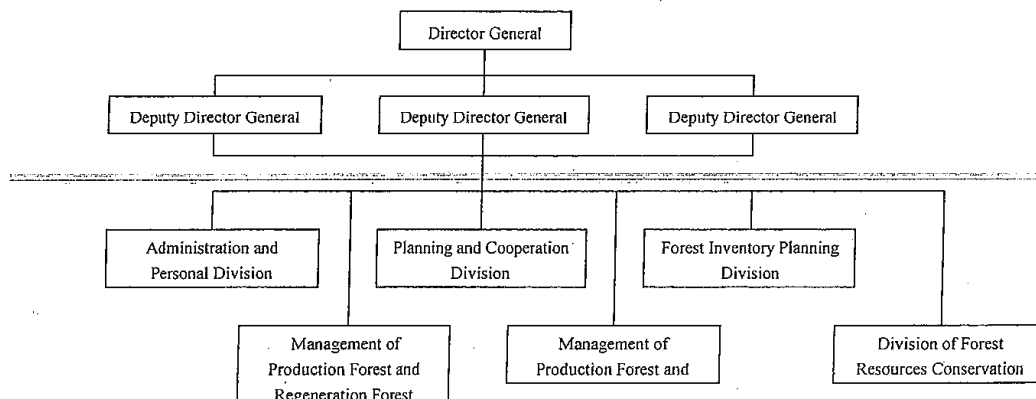 Director General
Deputy Director General
Deputy Director General
Deputy Director General
Administration and
Personal Division
Planning and Cooperation
Division
Forest Inventory Planning
Division
Management of
Production Forest and
Regeneration Forest
Management of
Production Forest and
Division of Forest
Resources Conservation